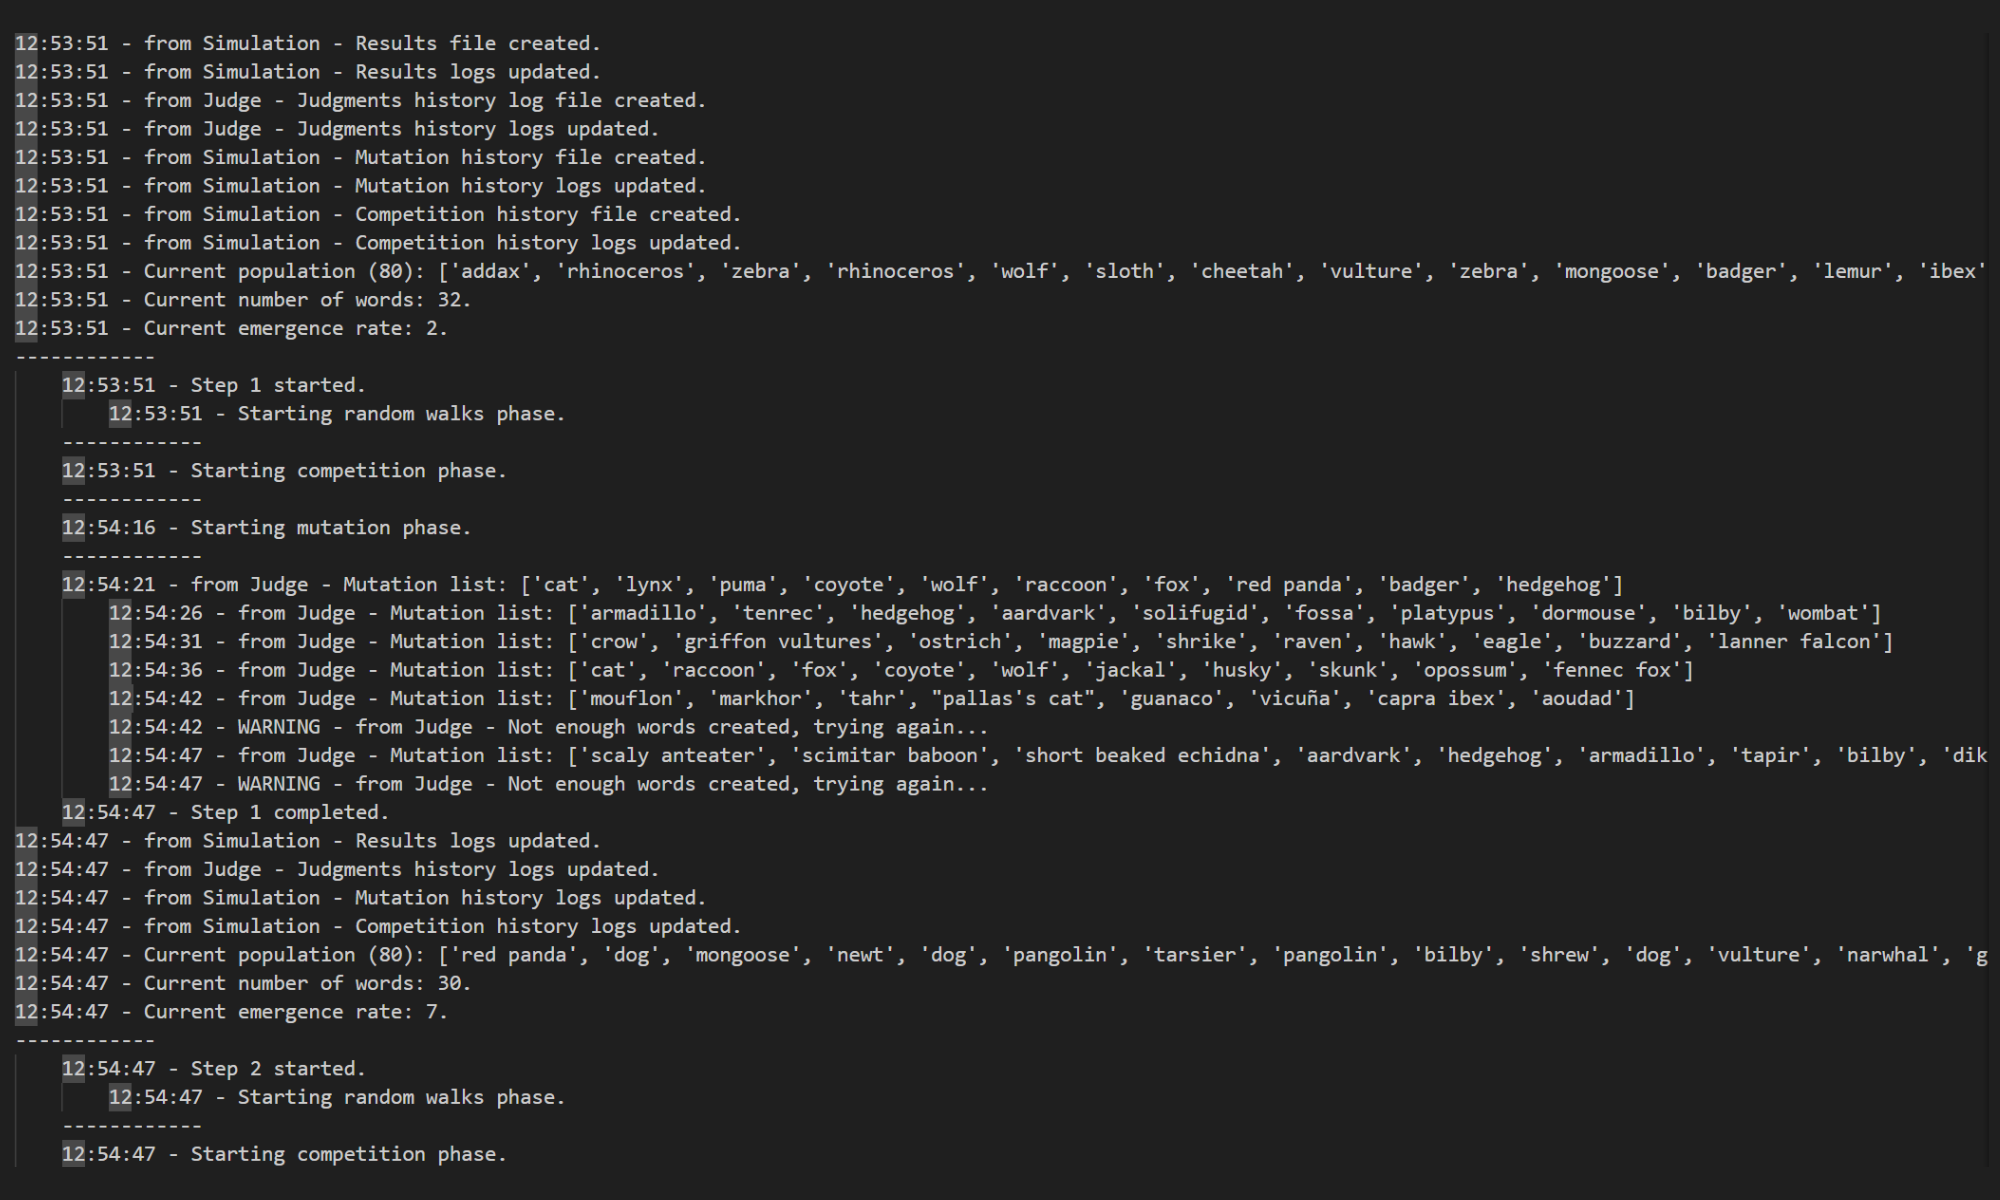 12:53:51 - from Simulation - Results file created.
12:53:51 - from Simulation - Results logs updated.
12:53:51 - from Judge - Judgments history log file created.
12:53:51 - from Judge - Judgments history logs updated.
12:53:51 - from Simulation - Mutation history file created.
12:53:51 - from Simulation - Mutation history logs updated.
12:53:51 - from Simulation - Competition history file created.
12:53:51 - from Simulation - Competition history logs updated.
12:53:51 - Current population (80): ['addax', 'rhinoceros', 'zebra', 'rhinoceros', 'wolf', 'sloth', 'cheetah', 'vulture', 'zebra', 'mongoose', 'badger', 'lemur', 'ibex'
12:53:51 - Current number of words: 32.
12:53:51 - Current emergence rate: 2.
------------
12:53:51 - Step 1 started.
12:53:51 - Starting random walks phase.
------------
12:53:51 - Starting competition phase.
------------
12:54:16 - Starting mutation phase.
------------
12:54:21 - from Judge - Mutation list: ['cat', 'lynx', 'puma', 'coyote', 'wolf', 'raccoon', 'fox', 'red panda', 'badger', 'hedgehog']
12:54:26 - from Judge - Mutation list: ['armadillo', 'tenrec', 'hedgehog', 'aardvark', 'solifugid', 'fossa', 'platypus', 'dormouse', 'bilby', 'wombat']
12:54:31 - from Judge - Mutation list: ['crow', 'griffon vultures', 'ostrich', 'magpie', 'shrike', 'raven', 'hawk', 'eagle', 'buzzard', 'lanner falcon']
12:54:36 - from Judge - Mutation list: ['cat', 'raccoon', 'fox', 'coyote', 'wolf', 'jackal', 'husky', 'skunk', 'opossum', 'fennec fox']
12:54:42 - from Judge - Mutation list: ['mouflon', 'markhor', 'tahr', "pallas's cat", 'guanaco', 'vicuña', 'capra ibex', 'aoudad']
12:54:42 - WARNING - from Judge - Not enough words created, trying again...
12:54:47 - from Judge - Mutation list: ['scaly anteater', 'scimitar baboon', 'short beaked echidna', 'aardvark', 'hedgehog', 'armadillo', 'tapir', 'bilby', 'dik
12:54:47 - WARNING - from Judge - Not enough words created, trying again...
12:54:47 - Step 1 completed.
12:54:47 - from Simulation - Results logs updated.
12:54:47 - from Judge - Judgments history logs updated.
12:54:47 - from Simulation - Mutation history logs updated.
12:54:47 - from Simulation - Competition history logs updated.
12:54:47 - Current population (80): ['red panda', 'dog', 'mongoose', 'newt', 'dog', 'pangolin', 'tarsier', 'pangolin', 'bilby', 'shrew', 'dog', 'vulture', 'narwhal', 'g
12:54:47 - Current number of words: 30.
12:54:47 - Current emergence rate: 7.
------------
12:54:47 - Step 2 started.
12:54:47 - Starting random walks phase.
------------
12:54:47 - Starting competition phase.